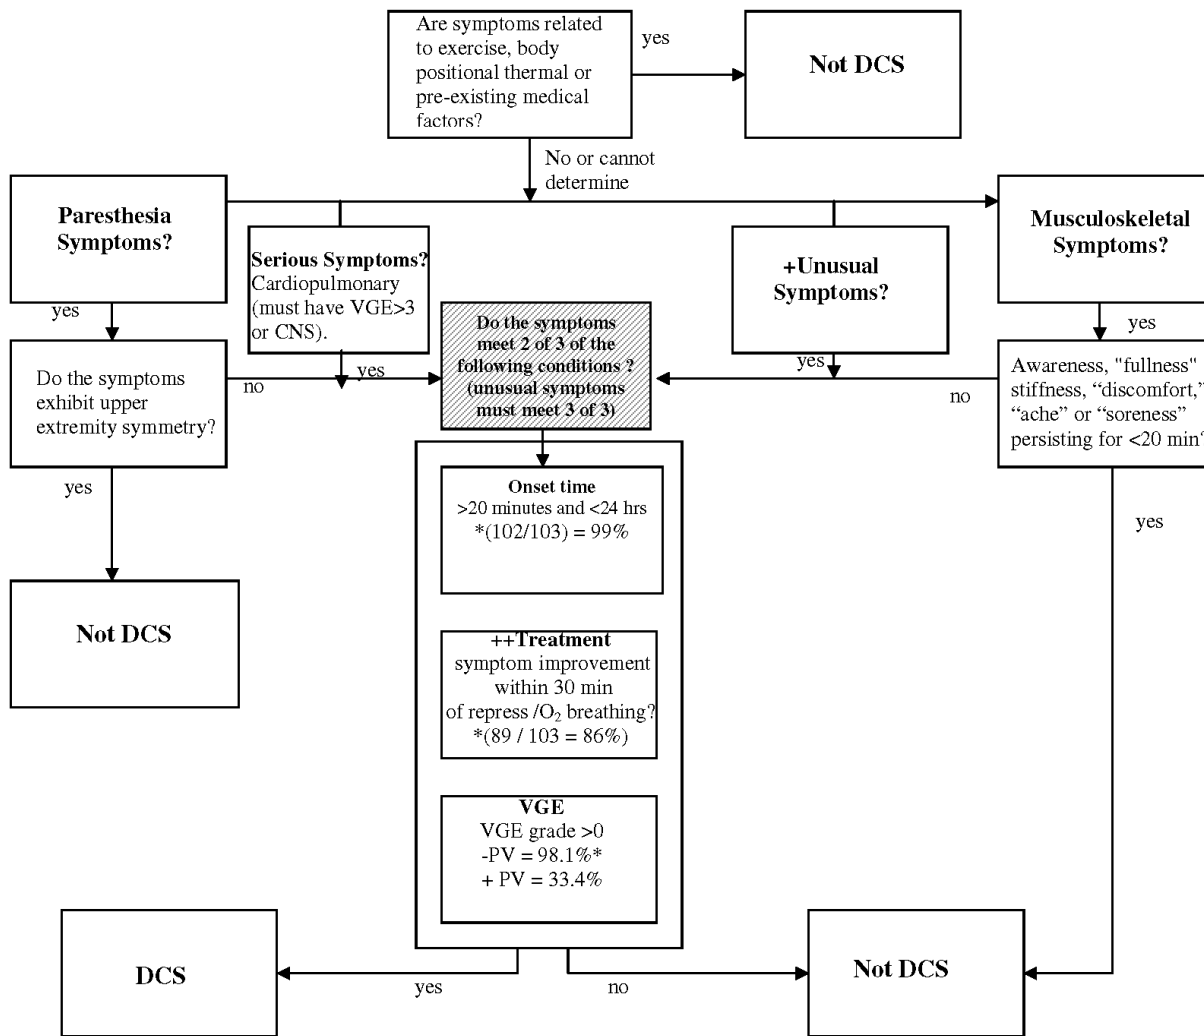 Are symptoms related
to exercise, body
positional thermal or
pre-existing medical
factors?
yes
Not DCS
No or cannot
determine
Paresthesia
Symptoms?
yes
Serious Symptoms?
Cardiopulmonary
(must have VGE>3
or CNS).
yes
+Unusual
Symptoms?
yes
Musculoskeletal
Symptoms?
yes
Do the symptoms
meet 2 of 3 of the
following conditions ?
(unusual symptoms
must meet 3 of 3)
Do the symptoms
exhibit upper
extremity symmetry?
no
yes
Not DCS
Awareness, "fullness"
stiffness, “discomfort,”
“ache” or “soreness”
persisting for <20 min?
no
yes
Onset time
>20 minutes and <24 hrs
*(102/103) = 99%
++Treatment
symptom improvement
within 30 min
of repress /O₂ breathing?
*(89 / 103 = 86%)
VGE
VGE grade >0
-PV = 98.1%*
+ PV = 33.4%
DCS
yes
no
Not DCS